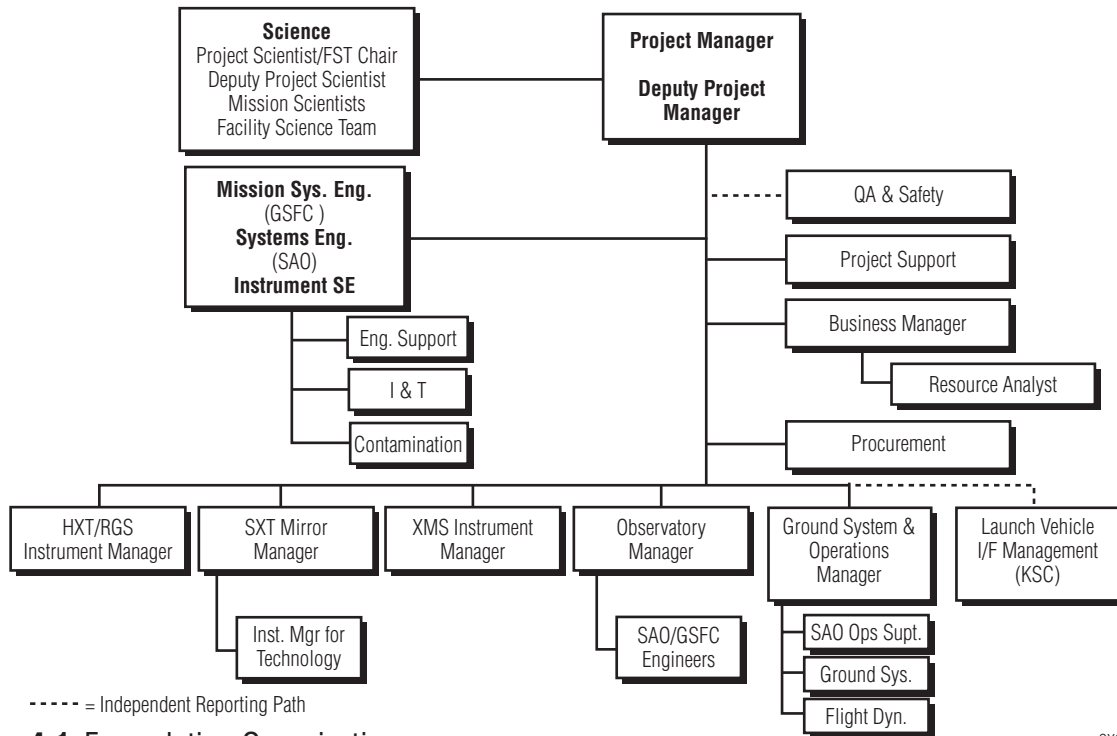 Science
Project Scientist/FST Chair
Deputy Project Scientist
Mission Scientists
Facility Science Team
Project Manager
Deputy Project
Manager
Mission Sys. Eng.
(GSFC )
Systems Eng.
(SAO)
Instrument SE
QA & Safety
Project Support
Business Manager
Resource Analyst
Procurement
Eng. Support
I & T
Contamination
HXT/RGS
Instrument Manager
SXT Mirror
Manager
XMS Instrument
Manager
Observatory
Manager
Ground System &
Operations
Manager
Launch Vehicle
I/F Management
(KSC)
Inst. Mgr for
Technology
SAO/GSFC
Engineers
SAO Ops Supt.
Ground Sys.
Flight Dyn.
----- = Independent Reporting Path